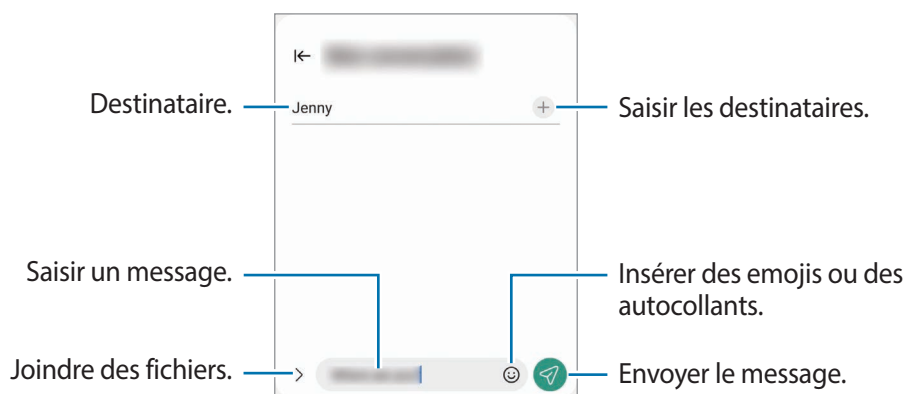 Destinataire.
Jenny
Saisir les destinataires.
Saisir un message.
Insérer des emojis ou des
autocollants.
Joindre des fichiers.
Envoyer le message.